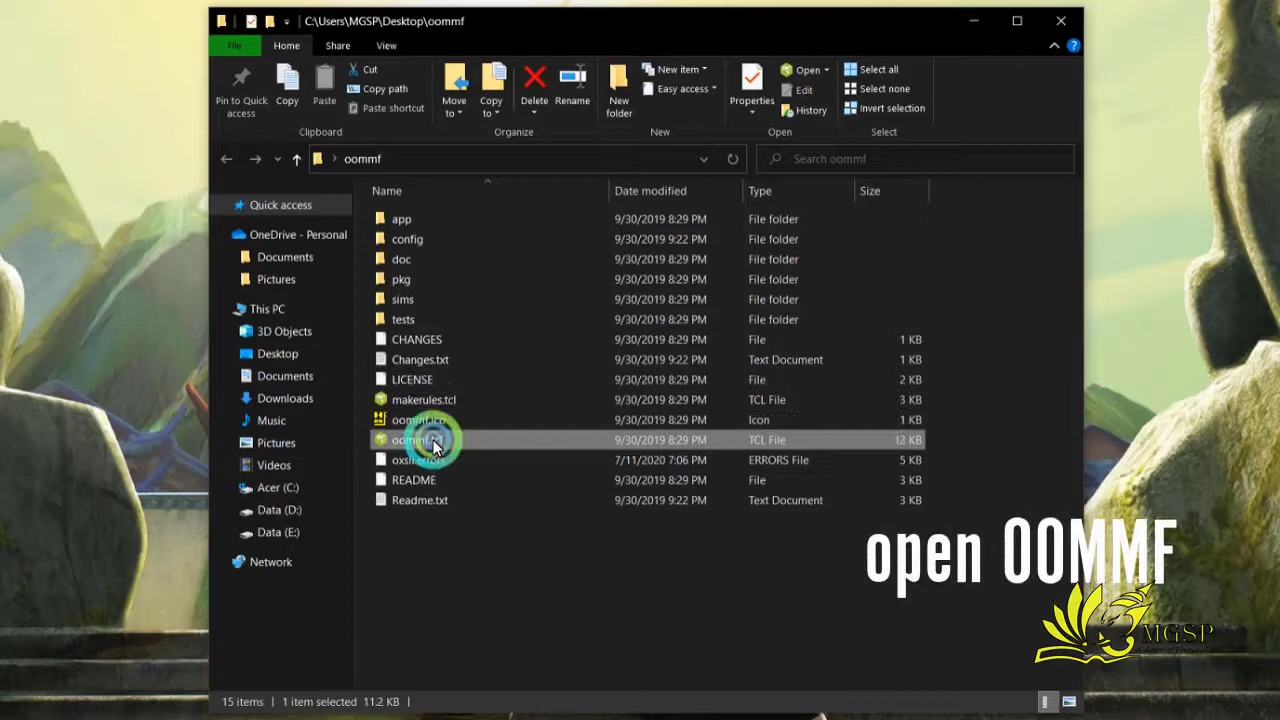 C:\Users\MGSP\Desktop\oommf
File Home Share View
Pin to Quick access
Copy
Paste
Cut
Copy path
Paste shortcut
Move to
Copy to
Delete
Rename
New folder
New item
Easy access
Properties
Open
Edit
History
Select all
Select none
Invert selection
Clipboard Organize New Open Select
oommf
Search oommf
Quick access
OneDrive - Personal
Documents
Pictures
This PC
3D Objects
Desktop
Documents
Downloads
Music
Pictures
Videos
Acer (C:)
Data (D:)
Data (E:)
Network
Name Date modified Type Size
app 9/30/2019 8:29 PM File folder
config 9/30/2019 9:22 PM File folder
doc 9/30/2019 8:29 PM File folder
pkg 9/30/2019 8:29 PM File folder
sims 9/30/2019 8:29 PM File folder
tests 9/30/2019 8:29 PM File folder
CHANGES 9/30/2019 8:29 PM File 1 KB
Changes.txt 9/30/2019 9:22 PM Text Document 1 KB
LICENSE 9/30/2019 8:29 PM File 2 KB
makerules.tcl 9/30/2019 8:29 PM TCL File 3 KB
oommf.ico 9/30/2019 8:29 PM Icon 1 KB
oommf.tcl 9/30/2019 8:29 PM TCL File 12 KB
oxsii.errors 7/11/2020 7:06 PM ERRORS File 5 KB
README 9/30/2019 8:29 PM File 3 KB
Readme.txt 9/30/2019 9:22 PM Text Document 3 KB
open OOMMF
MGSP
15 items 1 item selected 11.2 KB